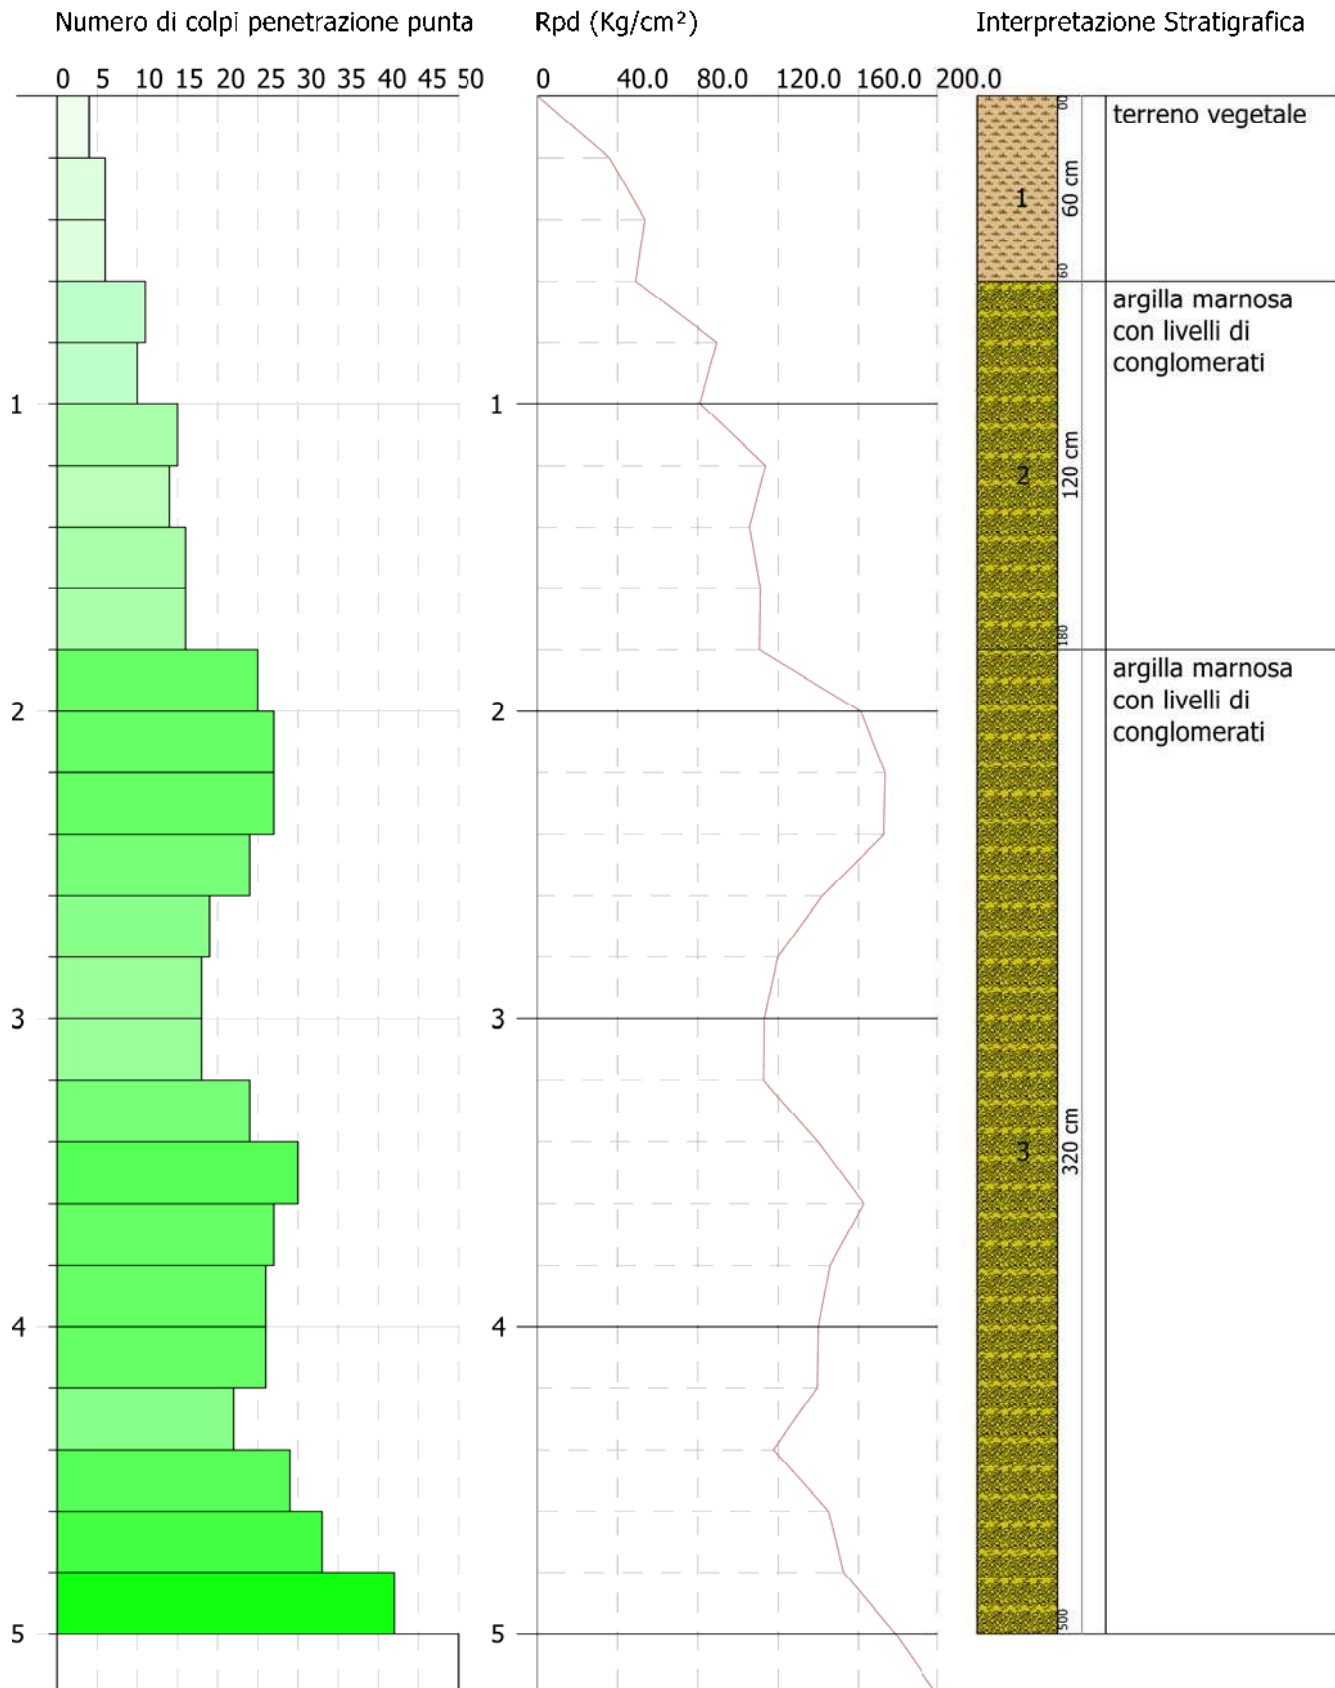 Numero di colpi penetrazione punta
Rpd (Kg/cm²)
Interpretazione Stratigrafica
0 5 10 15 20 25 30 35 40 45 50
0 40.0 80.0 120.0 160.0 200.0
00
terreno vegetale
1
60 cm
60
argilla marnosa
con livelli di
conglomerati
1
1
2
120 cm
180
argilla marnosa
con livelli di
conglomerati
2
2
3
3
3
320 cm
4
4
500
5
5